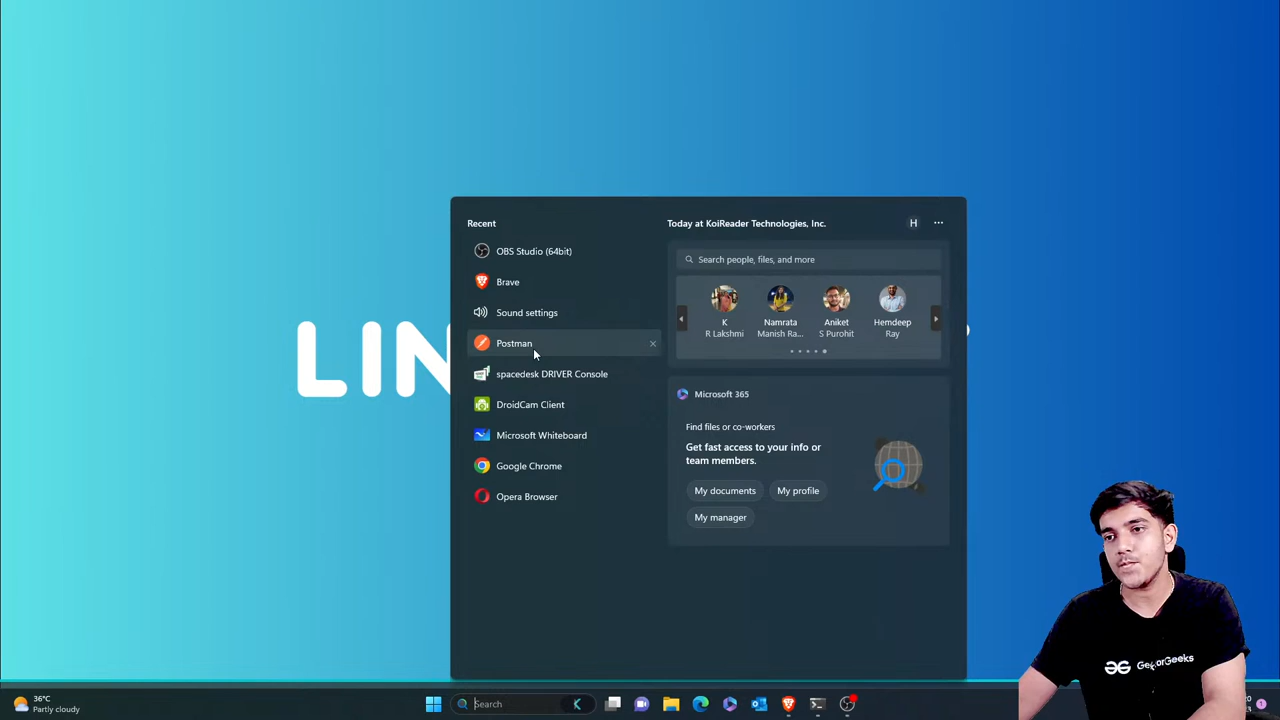 LIN
Recent
OBS Studio (64bit)
Brave
Sound settings
Postman
spacedesk DRIVER Console
DroidCam Client
Microsoft Whiteboard
Google Chrome
Opera Browser
Today at KoiReader Technologies, Inc.
H
Search people, files, and more
K
R Lakshmi
Namrata
Manish Ra...
Aniket
S Purohit
Hemdeep
Ray
Microsoft 365
Find files or co-workers
Get fast access to your info or
team members.
My documents
My profile
My manager
36°C
Partly cloudy
Search